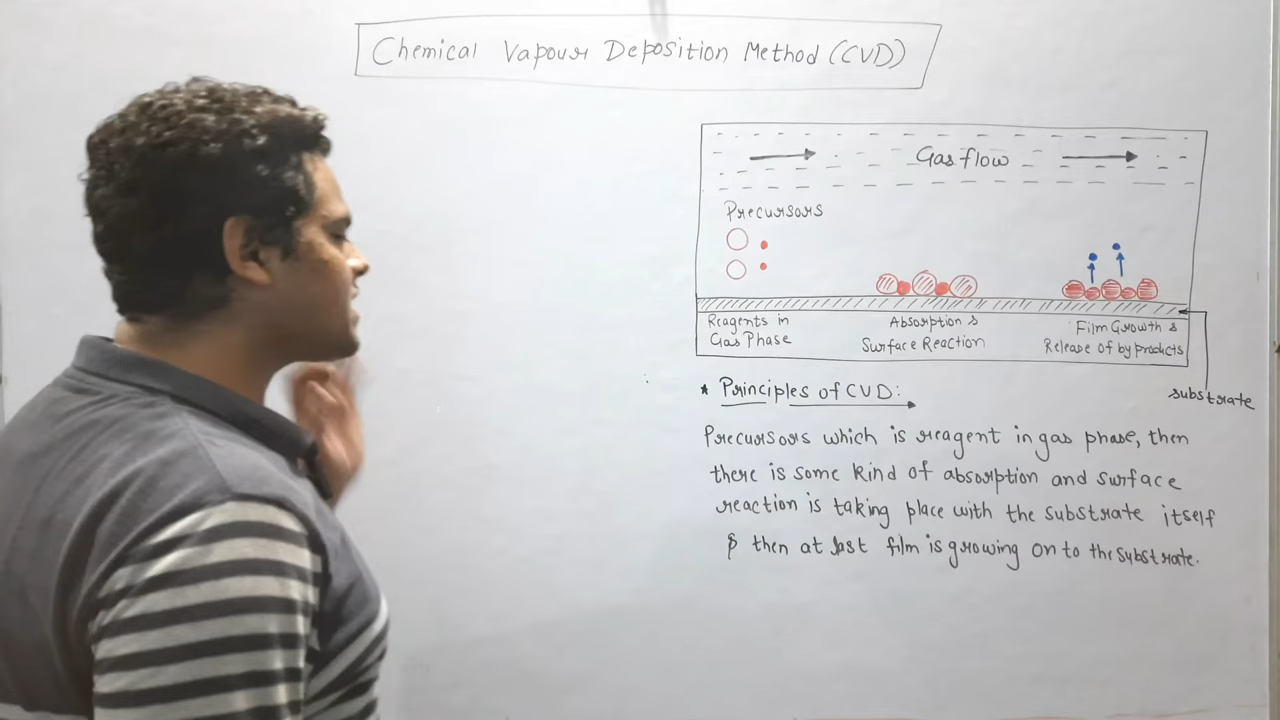 Chemical Vapour Deposition Method (CVD)
Gas flow
Precursors
Reagents in
Gas Phase
Absorption &
Surface Reaction
Film Growth &
Release of by products
substrate
* Principles of CVD:
Precursors which is reagent in gas phase, then
there is some kind of absorption and surface
reaction is taking place with the substrate itself
& then at last film is growing on to the substrate.